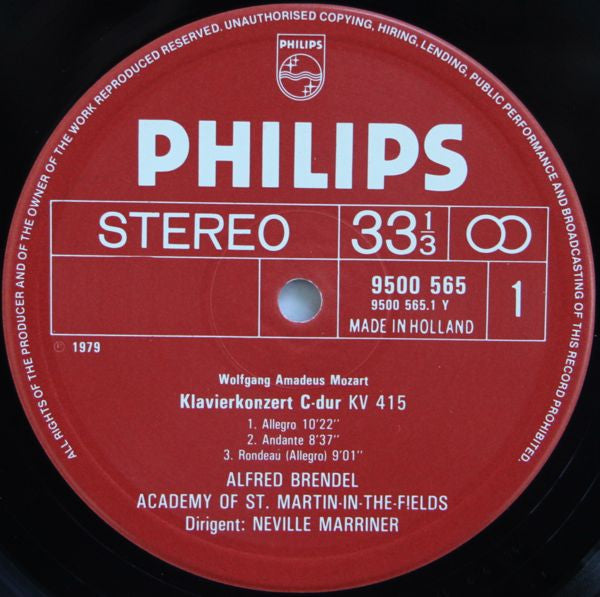 ALL RIGHTS OF THE PRODUCER AND OF THE OWNER OF THE WORK REPRODUCED RESERVED. UNAUTHORISED COPYING, HIRING, LENDING, PUBLIC PERFORMANCE AND BROADCASTING OF THIS RECORD PROHIBITED.
PHILIPS
PHILIPS
STEREO 33 1/3
9500 565 1
9500 565.1 Y
MADE IN HOLLAND
℗ 1979
Wolfgang Amadeus Mozart
Klavierkonzert C-dur KV 415
1. Allegro 10'22"
2. Andante 8'37"
3. Rondeau (Allegro) 9'01"
ALFRED BRENDEL
ACADEMY OF ST. MARTIN-IN-THE-FIELDS
Dirigent: NEVILLE MARRINER